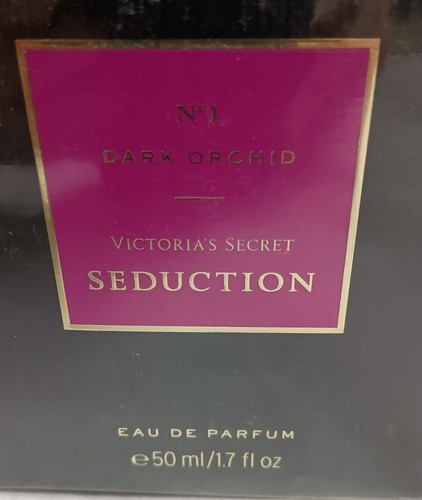 Nº1
DARK ORCHID
VICTORIA'S SECRET
SEDUCTION
EAU DE PARFUM
℮50 ml/1.7 fl oz